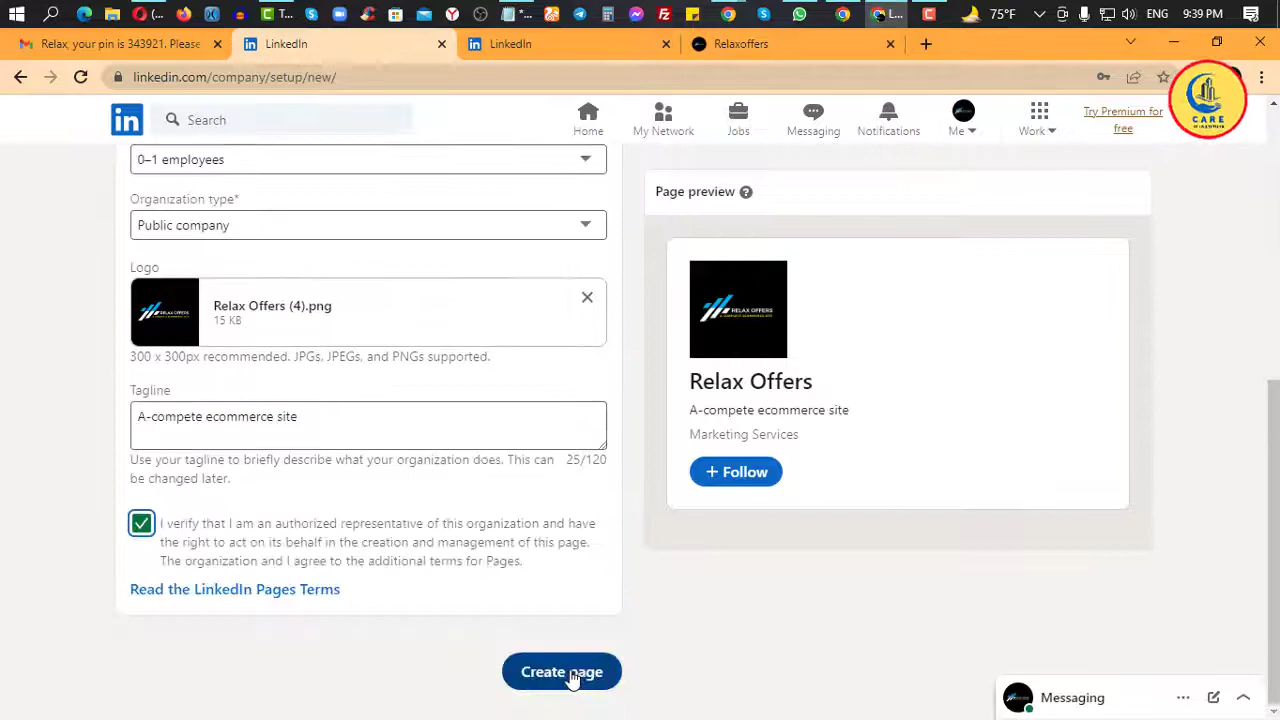 75°F
ENG
9:39 PM
Relax, your pin is 343921. Please
LinkedIn
LinkedIn
Relaxoffers
linkedin.com/company/setup/new/
in
Search
Home
My Network
Jobs
Messaging
Notifications
Me
Work
Try Premium for
free
CARE
0–1 employees
Organization type*
Public company
Logo
RELAX OFFERS
Relax Offers (4).png
15 KB
300 x 300px recommended. JPGs, JPEGs, and PNGs supported.
Tagline
A-compete ecommerce site
Use your tagline to briefly describe what your organization does. This can
be changed later.
25/120
I verify that I am an authorized representative of this organization and have
the right to act on its behalf in the creation and management of this page.
The organization and I agree to the additional terms for Pages.
Read the LinkedIn Pages Terms
Create page
Page preview
RELAX OFFERS
Relax Offers
A-compete ecommerce site
Marketing Services
+ Follow
Messaging